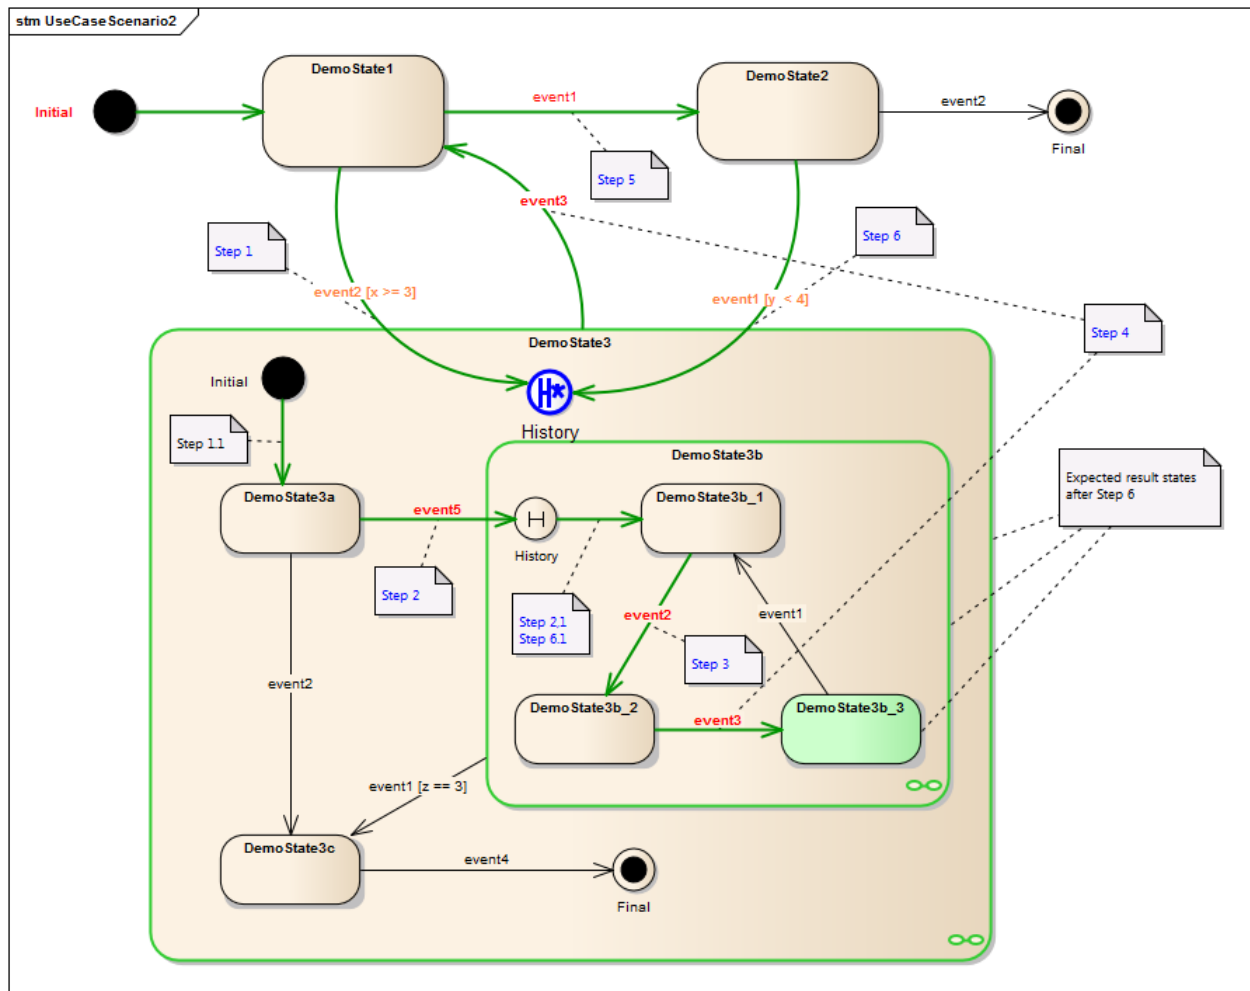 stm UseCaseScenario2
DemoState1
DemoState2
Initial
event1
event2
Final
Step 5
event3
Step 1
Step 6
event2 [x >= 3]
event1 [y < 4]
Step 4
DemoState3
Initial
H*
History
Step 1.1
DemoState3b
Expected result states
after Step 6
DemoState3a
DemoState3b_1
event5
H
History
Step 2
Step 2,1
Step 6.1
event2
event1
Step 3
event2
DemoState3b_2
event3
DemoState3b_3
event1 [z == 3]
DemoState3c
event4
Final